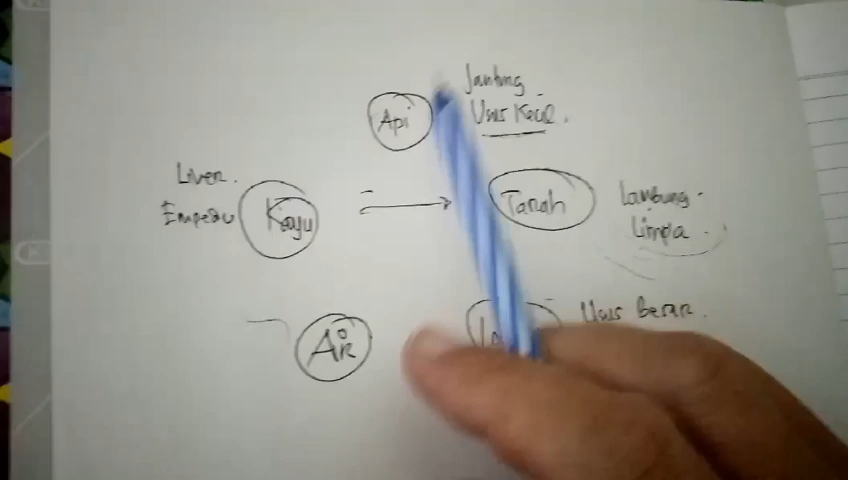 Jantung
Usus Kecil.
Api
Liver.
Empedu
Kayu
Tanah
Lambung
Limpa
Usus Besar.
Air